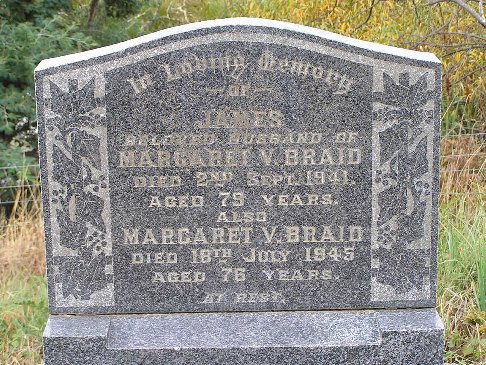 In Loving Memory
OF
JAMES
BELOVED HUSBAND OF
MARGARET V. BRAID
DIED 2ND SEPT. 1941.
AGED 79 YEARS.
ALSO
MARGARET V. BRAID
DIED 18TH JULY 1945
AGED 76 YEARS.
AT REST.